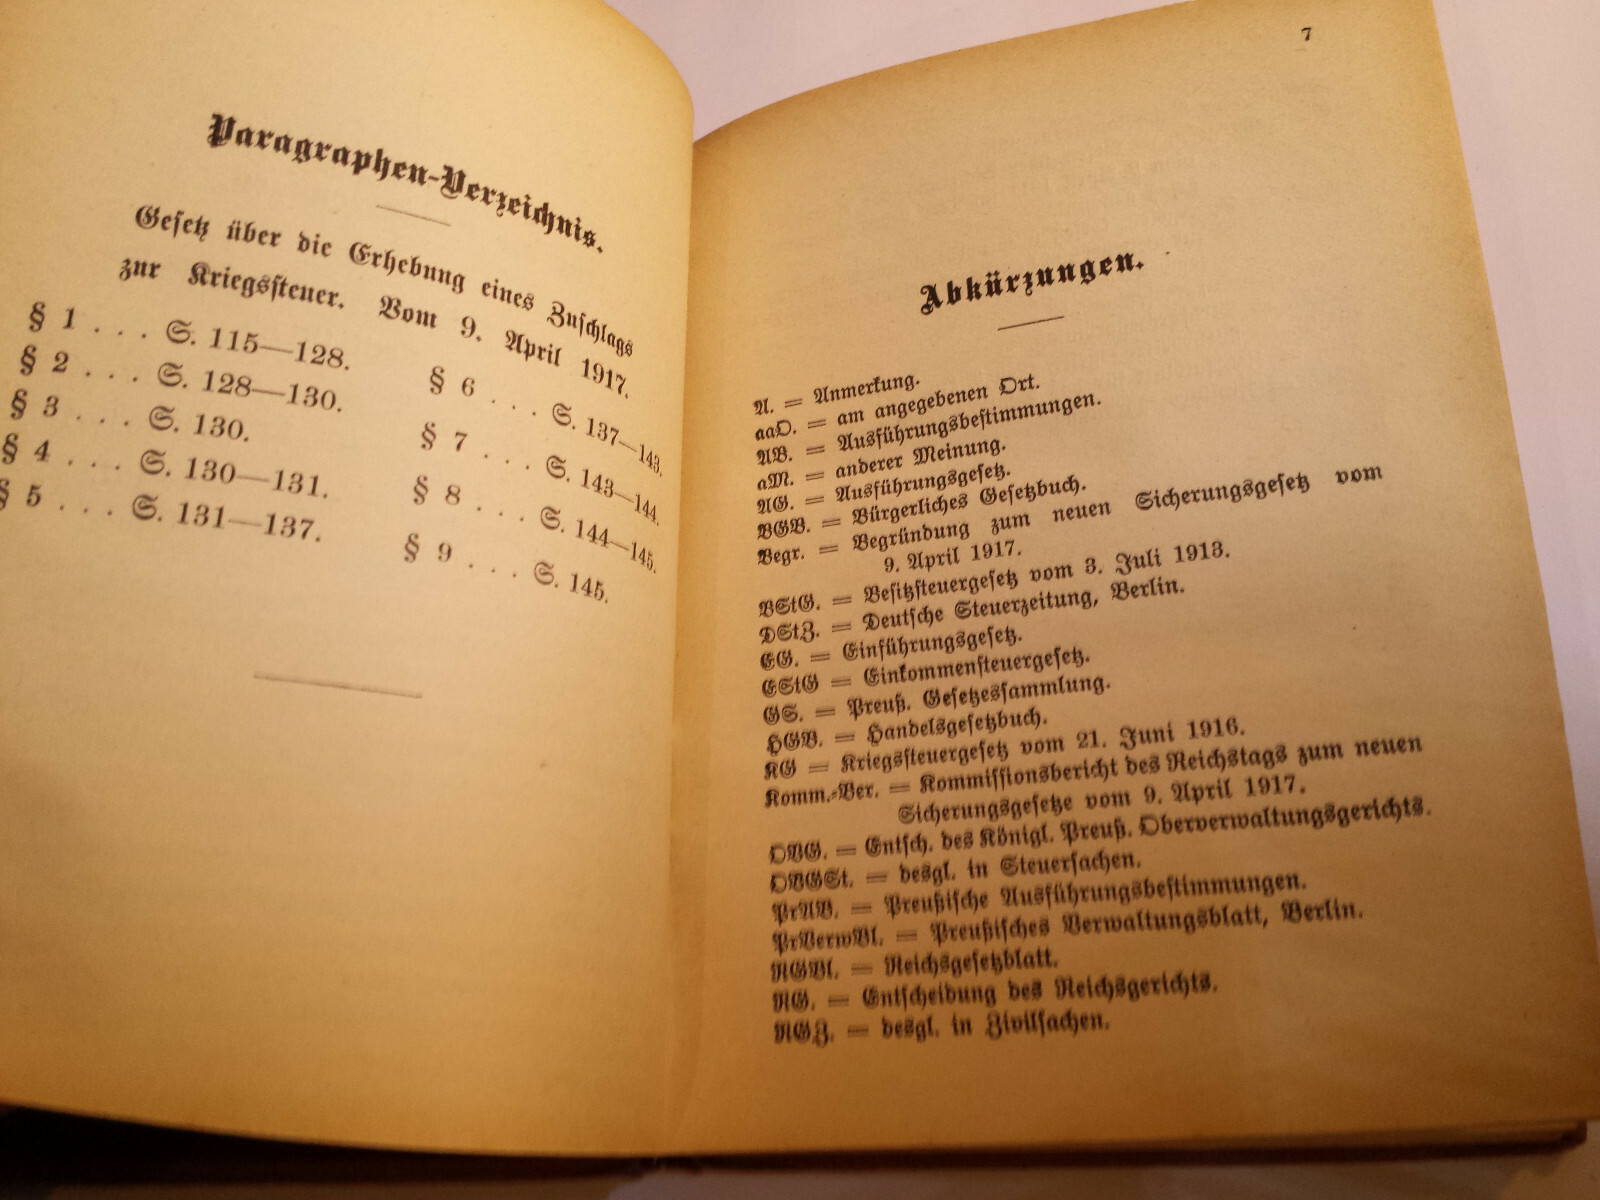 Paragraphen-Verzeichnis.
Gesetz über die Erhebung eines Zuschlags
zur Kriegssteuer. Vom 9. April 1917.
§ 1 . . . S. 115—128.
§ 2 . . . S. 128—130.
§ 3 . . . S. 130.
§ 4 . . . S. 130—131.
§ 5 . . . S. 131—137.
§ 6 . . . S. 137—143.
§ 7 . . . S. 143—144.
§ 8 . . . S. 144—145.
§ 9 . . . S. 145.
7
Abkürzungen.
A. = Anmerkung.
aaO. = am angegebenen Ort.
AB. = Ausführungsbestimmungen.
aM. = anderer Meinung.
AG. = Ausführungsgesetz.
BGB. = Bürgerliches Gesetzbuch.
Begr. = Begründung zum neuen Sicherungsgesetz vom
9. April 1917.
BStG. = Besitzsteuergesetz vom 3. Juli 1913.
DStZ. = Deutsche Steuerzeitung, Berlin.
EG. = Einführungsgesetz.
EStG = Einkommensteuergesetz.
GS. = Preuß. Gesetzessammlung.
HGB. = Handelsgesetzbuch.
KG = Kriegssteuergesetz vom 21. Juni 1916.
Komm.-Ber. = Kommissionsbericht des Reichstags zum neuen
Sicherungsgesetze vom 9. April 1917.
OVG. = Entsch. des Königl. Preuß. Oberverwaltungsgerichts.
OVGSt. = desgl. in Steuersachen.
PrAB. = Preußische Ausführungsbestimmungen.
PrVerwBl. = Preußisches Verwaltungsblatt, Berlin.
RGBl. = Reichsgesetzblatt.
RG. = Entscheidung des Reichsgerichts.
RGZ. = desgl. in Zivilsachen.